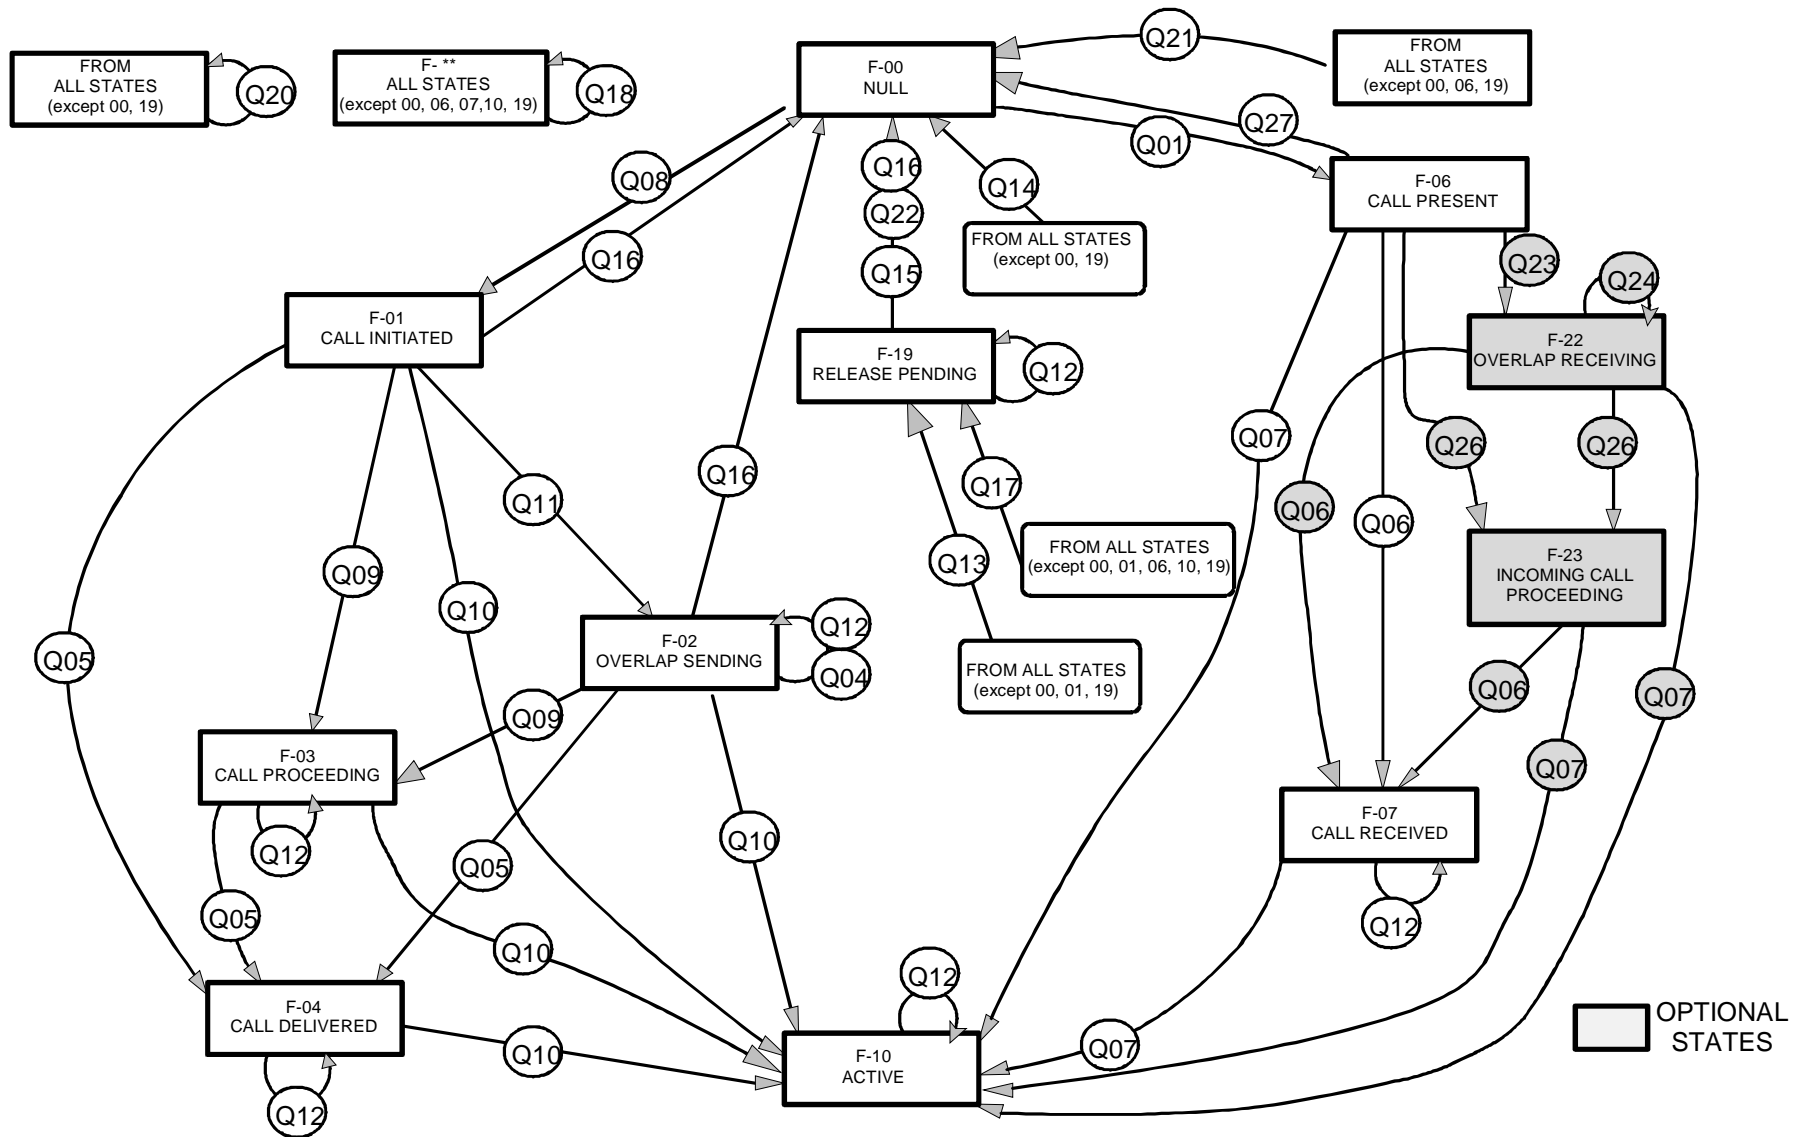 Q21
FROM
ALL STATES
(except 00, 19)
Q20
F- **
ALL STATES
(except 00, 06, 07,10, 19)
Q18
F-00
NULL
FROM
ALL STATES
(except 00, 06, 19)
Q27
Q01
Q08
Q16
Q16
Q22
Q15
Q14
FROM ALL STATES
(except 00, 19)
F-06
CALL PRESENT
Q23
Q24
F-01
CALL INITIATED
F-19
RELEASE PENDING
Q12
F-22
OVERLAP RECEIVING
Q07
Q26
Q26
Q16
Q11
Q17
Q06
Q06
Q13
FROM ALL STATES
(except 00, 01, 06, 10, 19)
F-23
INCOMING CALL
PROCEEDING
Q09
Q10
Q05
F-02
OVERLAP SENDING
Q12
Q04
FROM ALL STATES
(except 00, 01, 19)
Q06
Q07
Q09
F-03
CALL PROCEEDING
Q07
Q12
Q05
Q10
F-07
CALL RECEIVED
Q05
Q10
Q12
Q12
F-04
CALL DELIVERED
Q10
F-10
ACTIVE
Q07
OPTIONAL
STATES
Q12